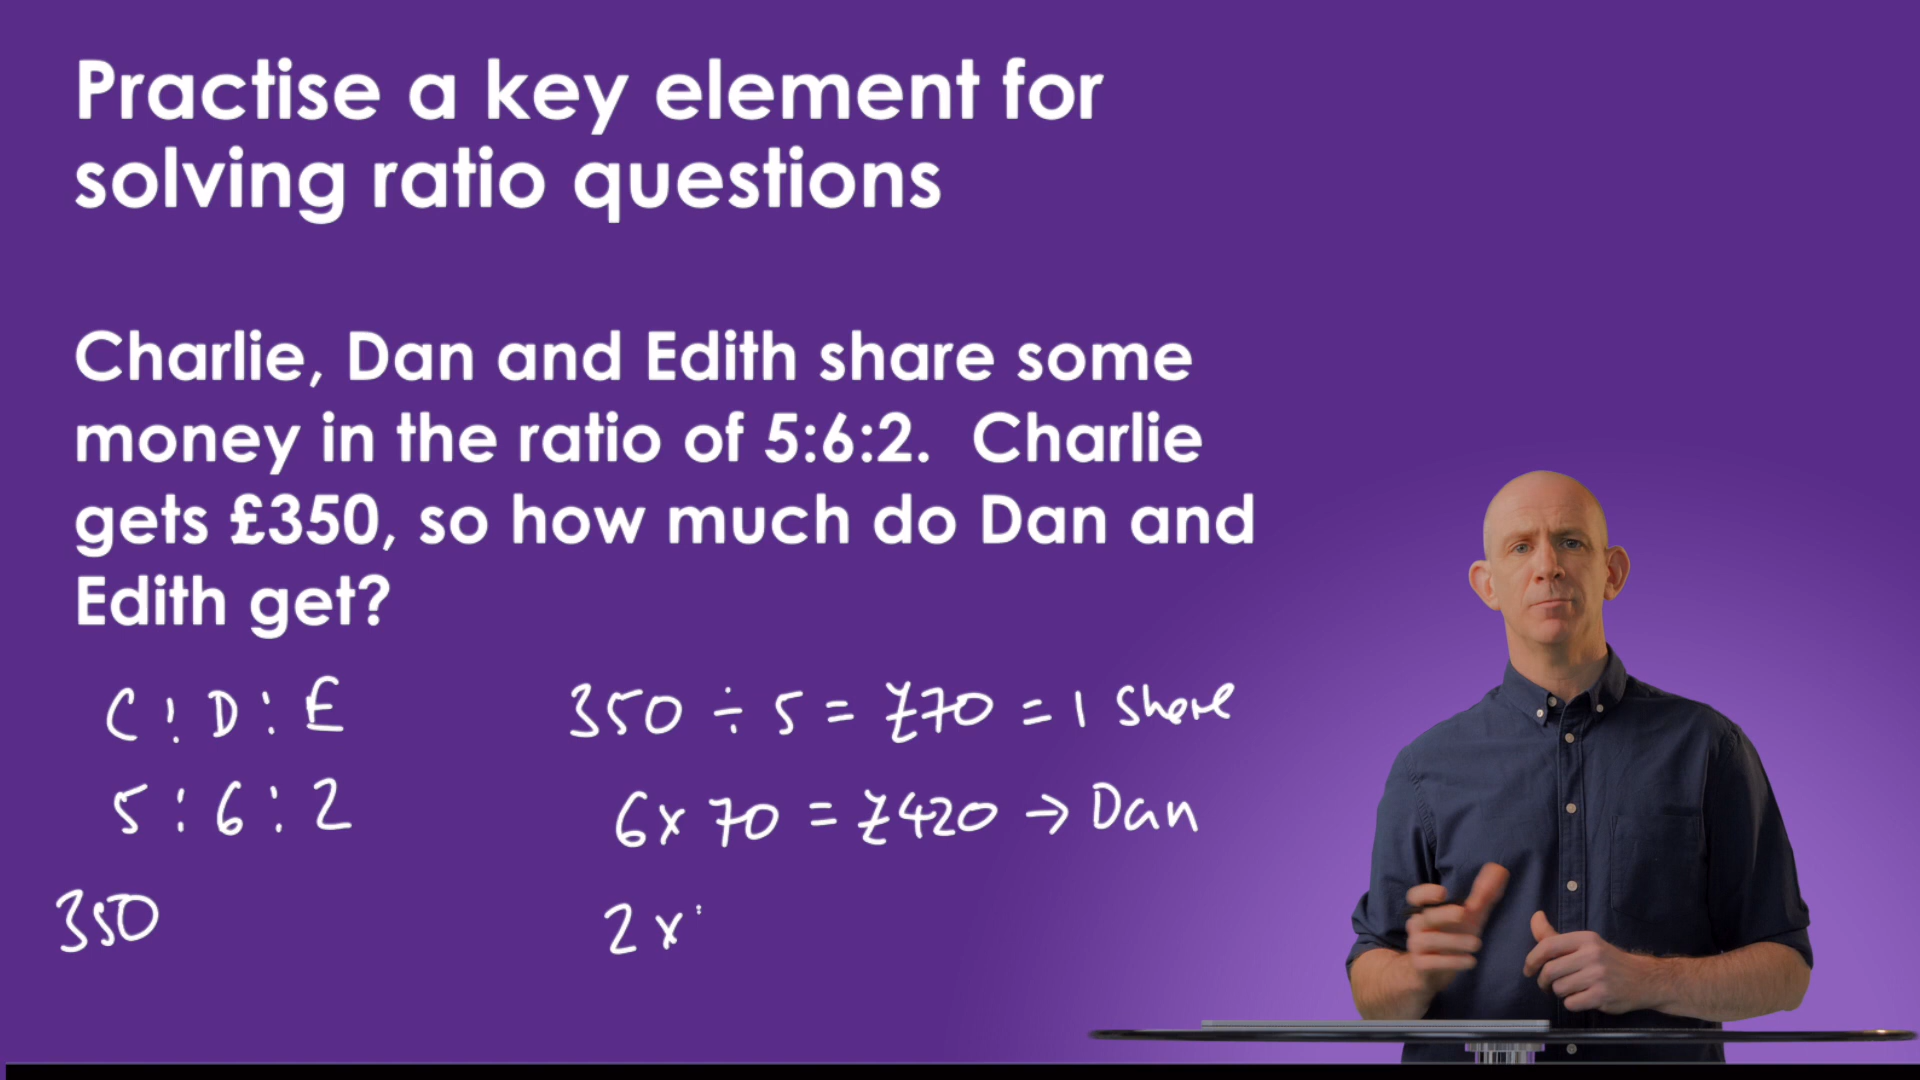 Practise a key element for
solving ratio questions
Charlie, Dan and Edith share some
money in the ratio of 5:6:2. Charlie
gets £350, so how much do Dan and
Edith get?
C : D : E
5 : 6 : 2
350
350 ÷ 5 = £70 = 1 Share
6 x 70 = £420 → Dan
2 x